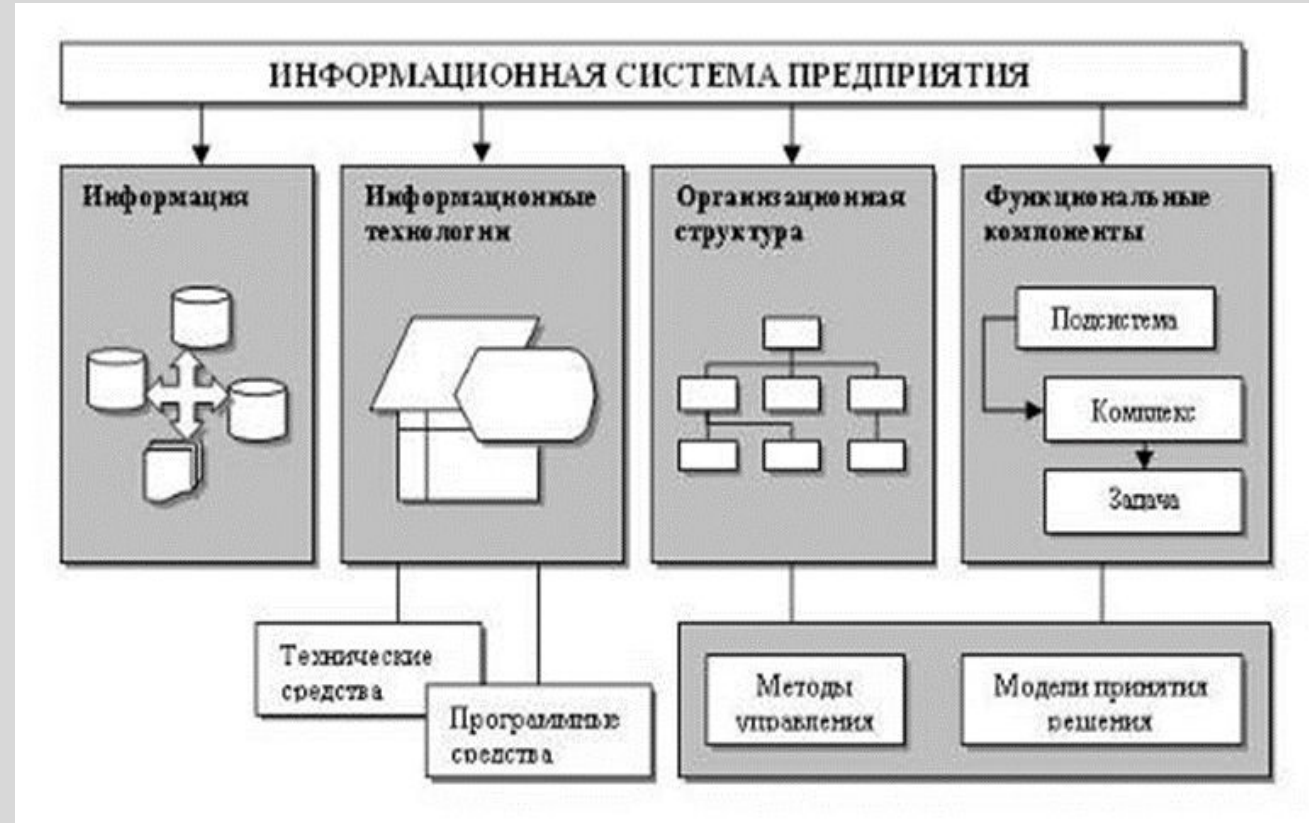 ИНФОРМАЦИОННАЯ СИСТЕМА ПРЕДПРИЯТИЯ
Информация
Информационные
технологии
Организационная
структура
Функциональные
компоненты
Подсистема
Комплекс
Задача
Технические
средства
Программные
средства
Методы
управления
Модели принятия
решения